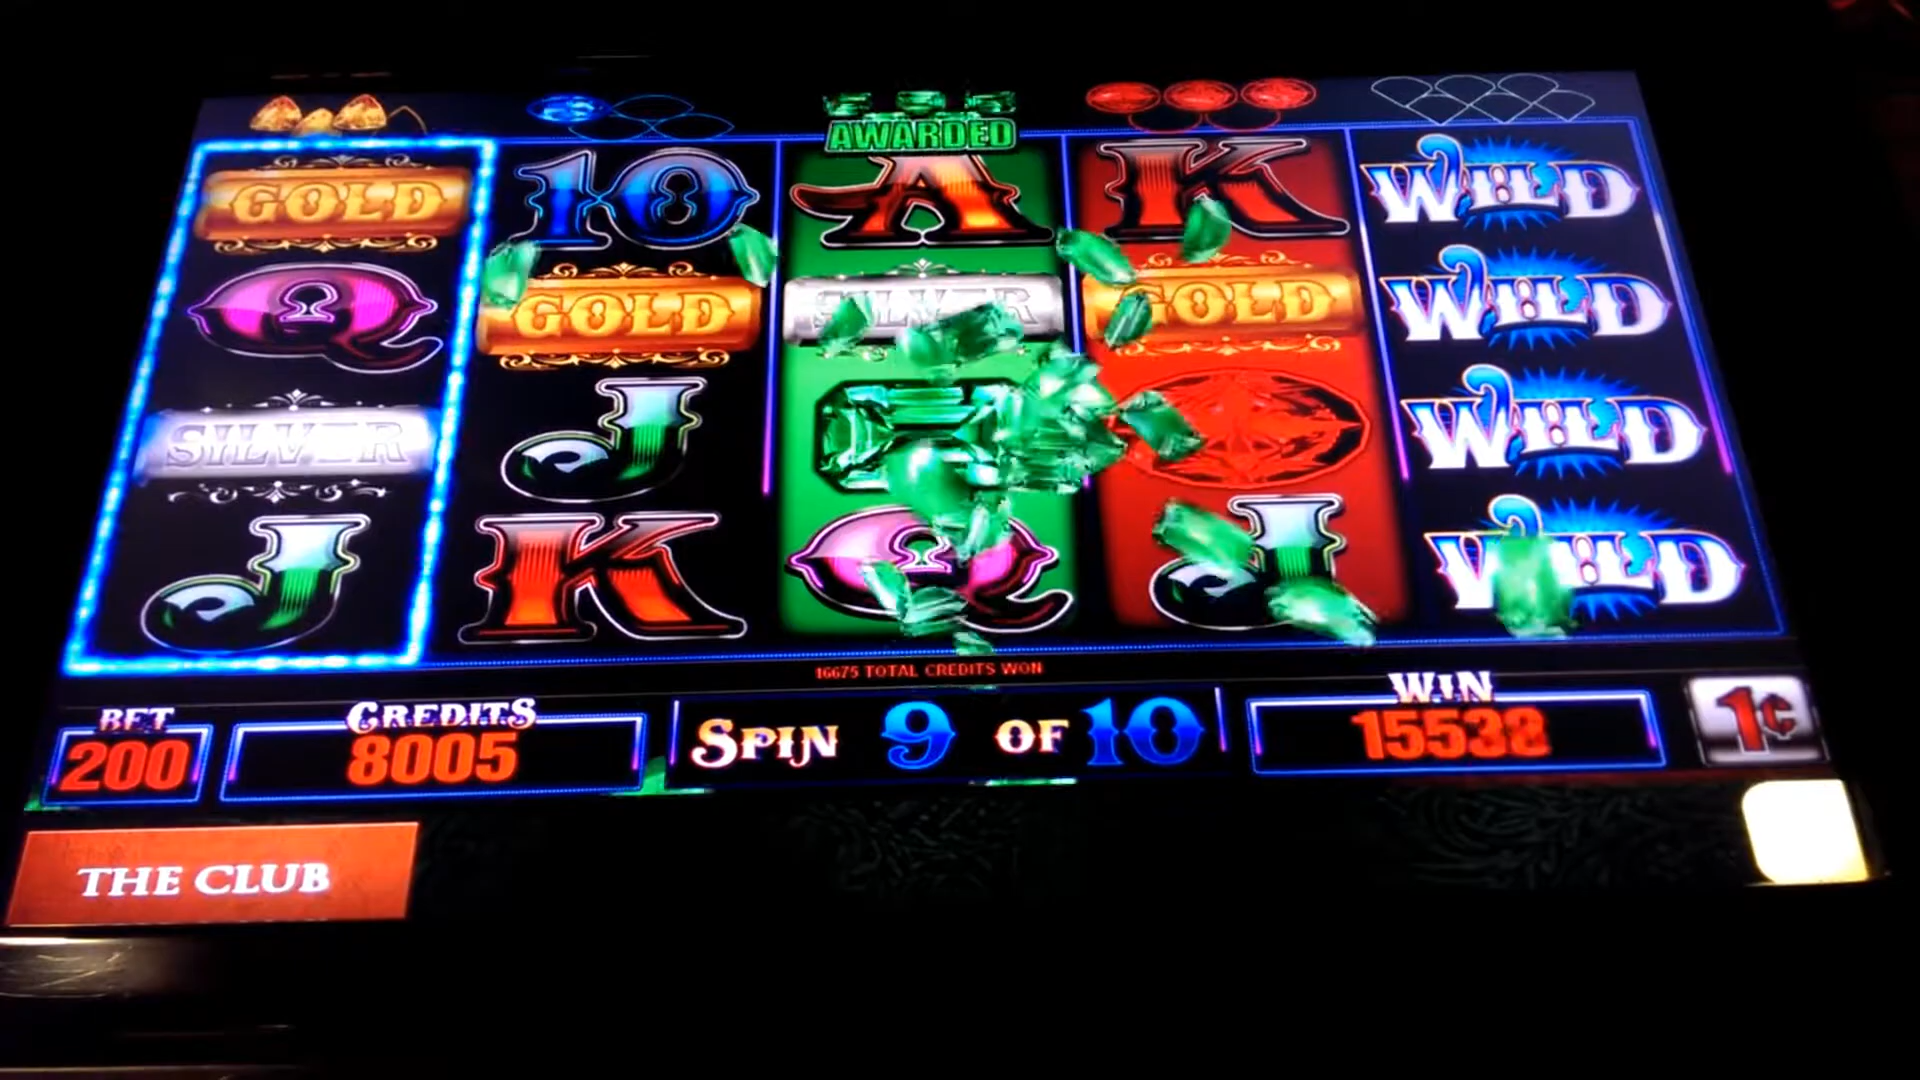 AWARDED
GOLD 10 A K WILD
Q GOLD SILVER GOLD WILD
SILVER J WILD
J K Q J WILD
16675 TOTAL CREDITS WON
BET CREDITS WIN
200 8005 SPIN 9 OF 10 15538 1¢
THE CLUB